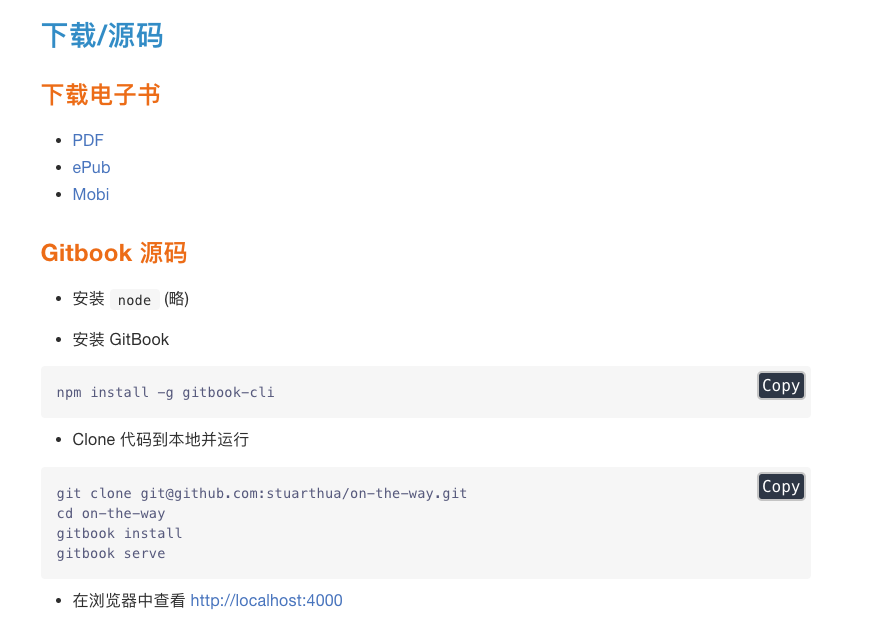 下载/源码
下载电子书
PDF
ePub
Mobi
Gitbook 源码
安装 node (略)
安装 GitBook
Copy
npm install -g gitbook-cli
Clone 代码到本地并运行
Copy
git clone git@github.com:stuarthua/on-the-way.git
cd on-the-way
gitbook install
gitbook serve
在浏览器中查看 http://localhost:4000